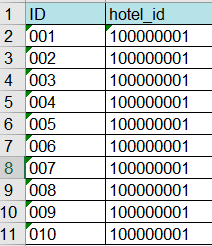 1 ID hotel_id
2 001 100000001
3 002 100000001
4 003 100000001
5 004 100000001
6 005 100000001
7 006 100000001
8 007 100000001
9 008 100000001
10 009 100000001
11 010 100000001